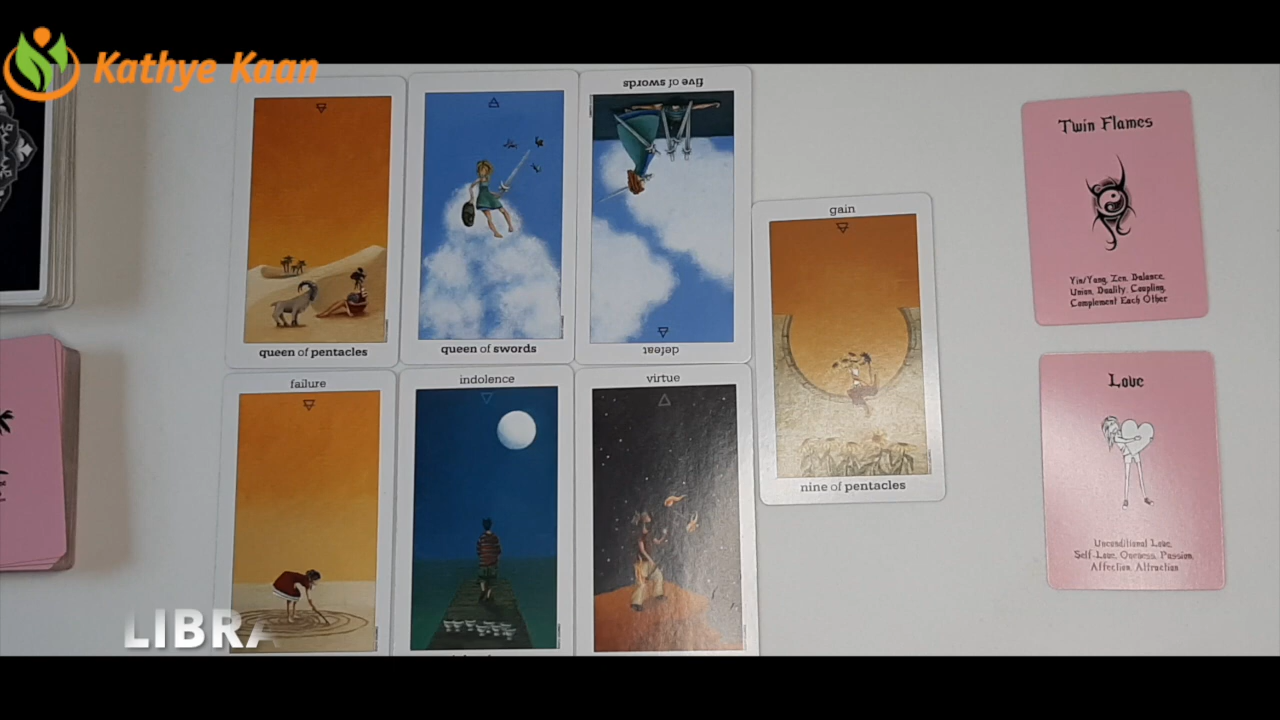 Kathye Kaan
queen of pentacles
queen of swords
five of swords
defeat
failure
indolence
virtue
gain
nine of pentacles
Twin Flames
Yin/Yang, Zen, Balance,
Union, Duality, Coupling,
Complement Each Other
Love
Unconditional Love,
Self-Love, Oneness, Passion,
Affection, Attraction
LIBRA